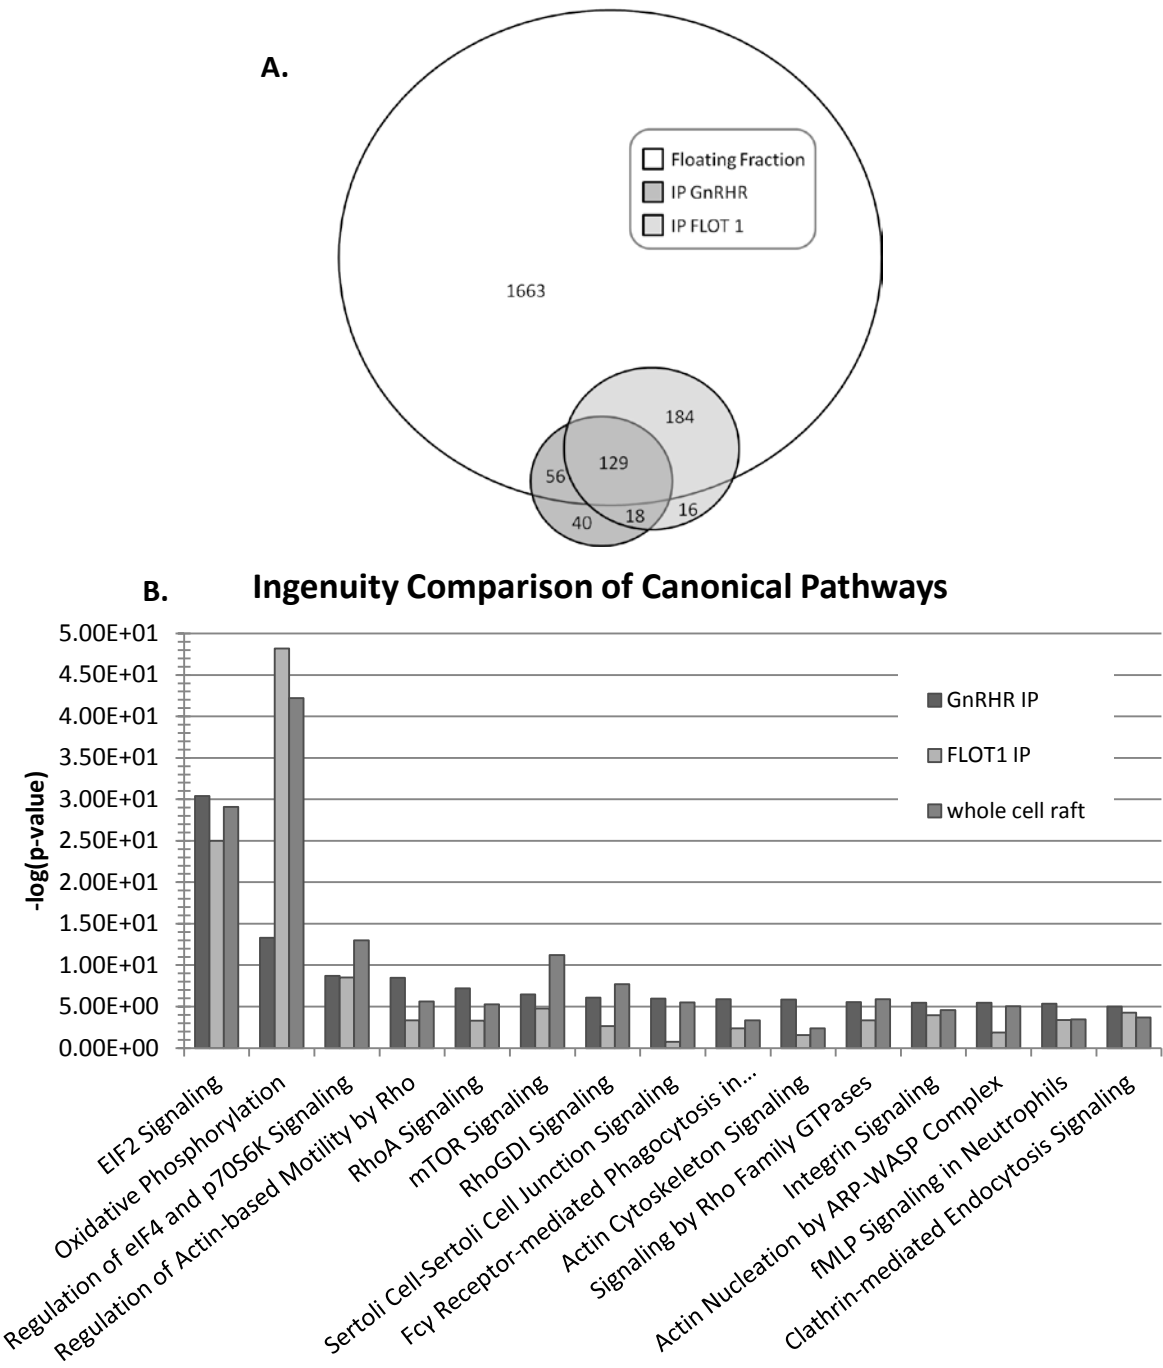 A.
Floating Fraction
IP GnRHR
IP FLOT 1
1663
184
129
56
18
16
40
B.
Ingenuity Comparison of Canonical Pathways
5.00E+01
4.50E+01
4.00E+01
3.50E+01
3.00E+01
2.50E+01
2.00E+01
1.50E+01
1.00E+01
5.00E+00
0.00E+00
-log(p-value)
GnRHR IP
FLOT1 IP
whole cell raft
EIF2 Signaling
Oxidative Phosphorylation
Regulation of eIF4 and p70S6K Signaling
Regulation of Actin-based Motility by Rho
RhoA Signaling
mTOR Signaling
RhoGDI Signaling
Sertoli Cell-Sertoli Cell Junction Signaling
Fcγ Receptor-mediated Phagocytosis in...
Actin Cytoskeleton Signaling
Signaling by Rho Family GTPases
Integrin Signaling
Actin Nucleation by ARP-WASP Complex
fMLP Signaling in Neutrophils
Clathrin-mediated Endocytosis Signaling